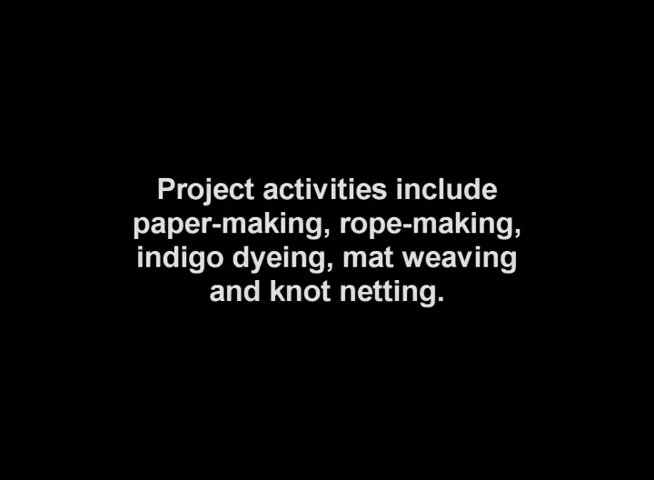 Project activities include
paper-making, rope-making,
indigo dyeing, mat weaving
and knot netting.